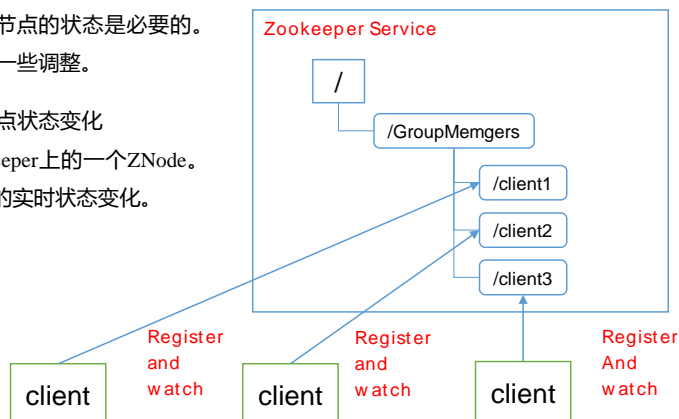 节点的状态是必要的。
一些调整。
点状态变化
eeper上的一个ZNode。
的实时状态变化。
Zookeeper Service
/
/GroupMemgers
/client1
/client2
/client3
Register
and
watch
Register
and
watch
Register
And
watch
client
client
client